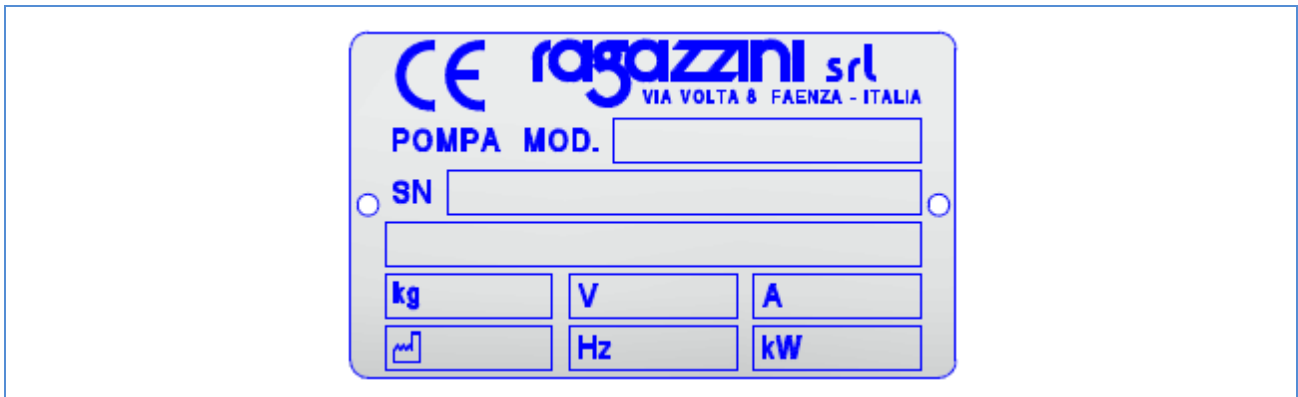 CE ragazzini srl
VIA VOLTA 8 FAENZA - ITALIA
POMPA MOD.
SN
kg V A
Hz kW